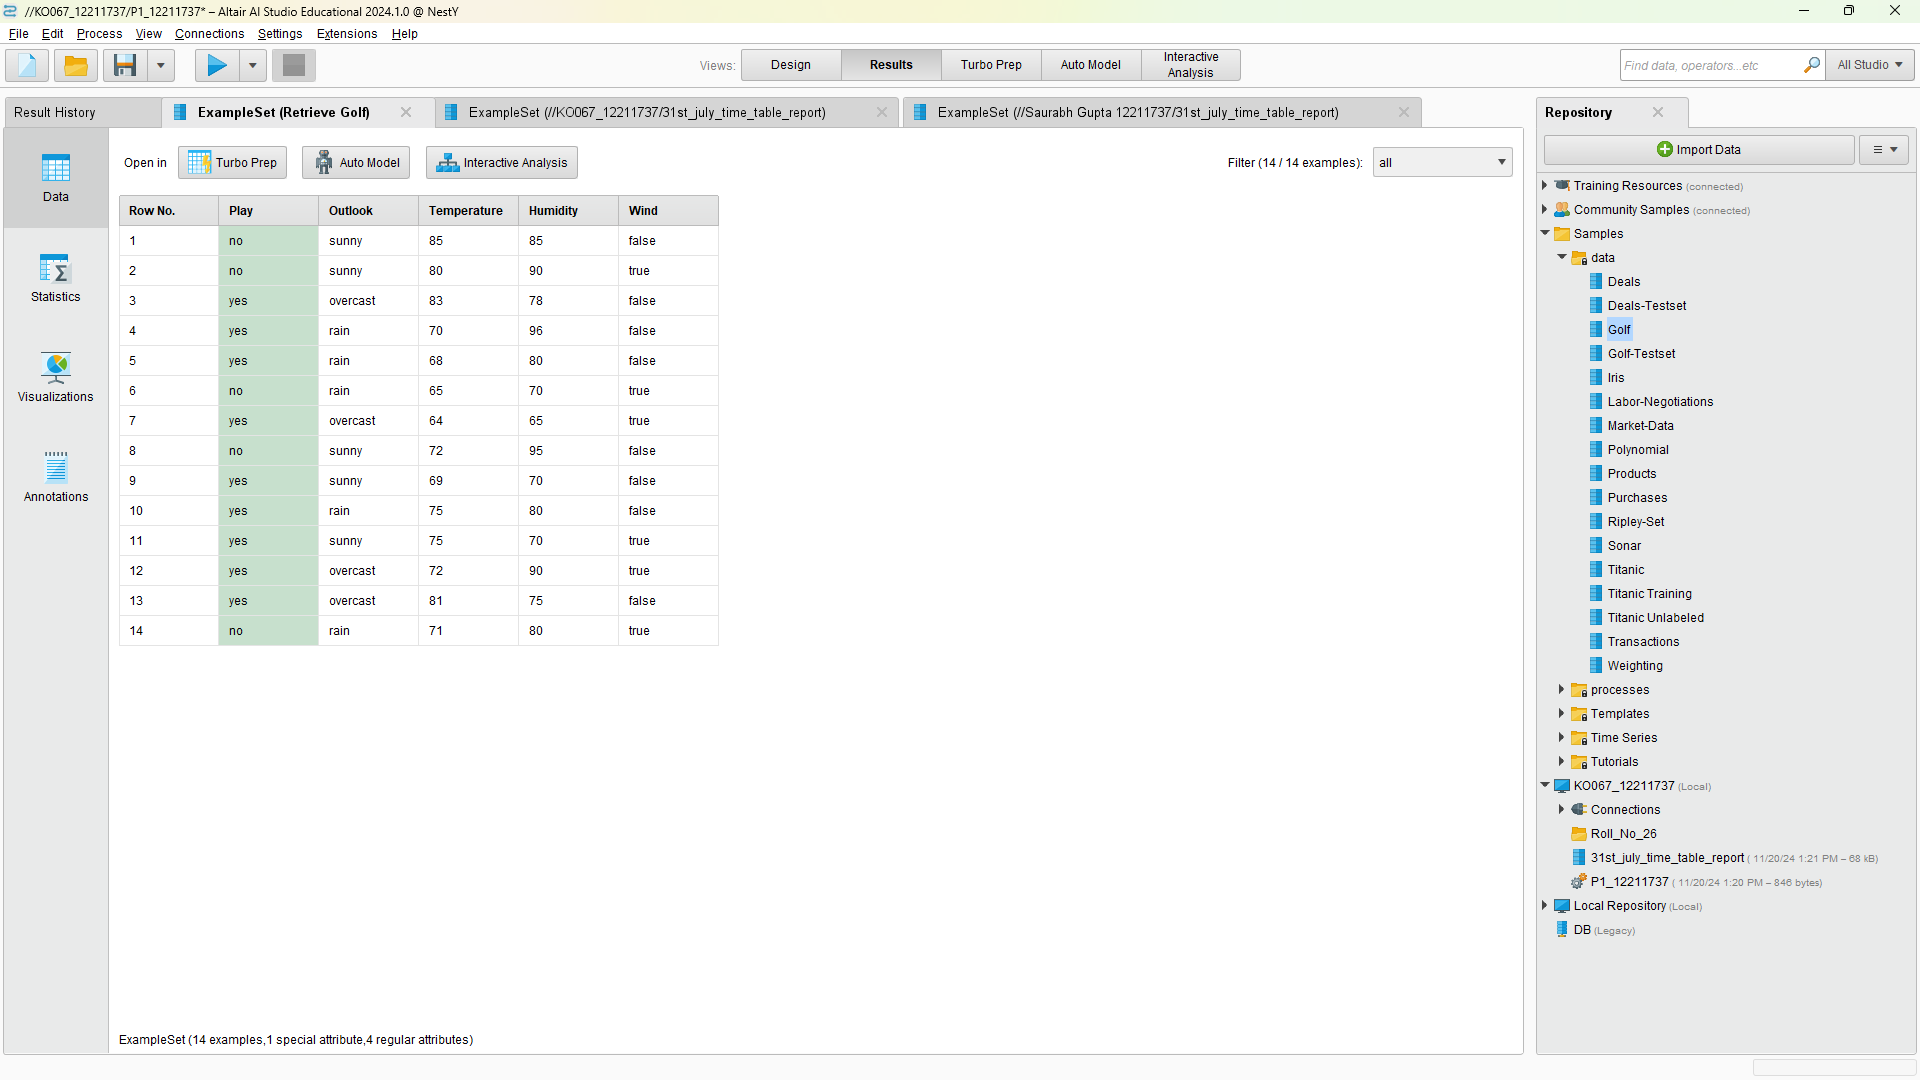 //KO067_12211737/P1_12211737* – Altair AI Studio Educational 2024.1.0 @ NestY
File Edit Process View Connections Settings Extensions Help
Views: Design Results Turbo Prep Auto Model Interactive Analysis
Find data, operators...etc All Studio
Result History
ExampleSet (Retrieve Golf)
ExampleSet (//KO067_12211737/31st_july_time_table_report)
ExampleSet (//Saurabh Gupta 12211737/31st_july_time_table_report)
Data
Statistics
Visualizations
Annotations
Open in Turbo Prep Auto Model Interactive Analysis
Filter (14 / 14 examples): all
Row No. Play Outlook Temperature Humidity Wind
1 no sunny 85 85 false
2 no sunny 80 90 true
3 yes overcast 83 78 false
4 yes rain 70 96 false
5 yes rain 68 80 false
6 no rain 65 70 true
7 yes overcast 64 65 true
8 no sunny 72 95 false
9 yes sunny 69 70 false
10 yes rain 75 80 false
11 yes sunny 75 70 true
12 yes overcast 72 90 true
13 yes overcast 81 75 false
14 no rain 71 80 true
ExampleSet (14 examples,1 special attribute,4 regular attributes)
Repository
Import Data
Training Resources (connected)
Community Samples (connected)
Samples
data
Deals
Deals-Testset
Golf
Golf-Testset
Iris
Labor-Negotiations
Market-Data
Polynomial
Products
Purchases
Ripley-Set
Sonar
Titanic
Titanic Training
Titanic Unlabeled
Transactions
Weighting
processes
Templates
Time Series
Tutorials
KO067_12211737 (Local)
Connections
Roll_No_26
31st_july_time_table_report ( 11/20/24 1:21 PM – 68 kB)
P1_12211737 ( 11/20/24 1:20 PM – 846 bytes)
Local Repository (Local)
DB (Legacy)